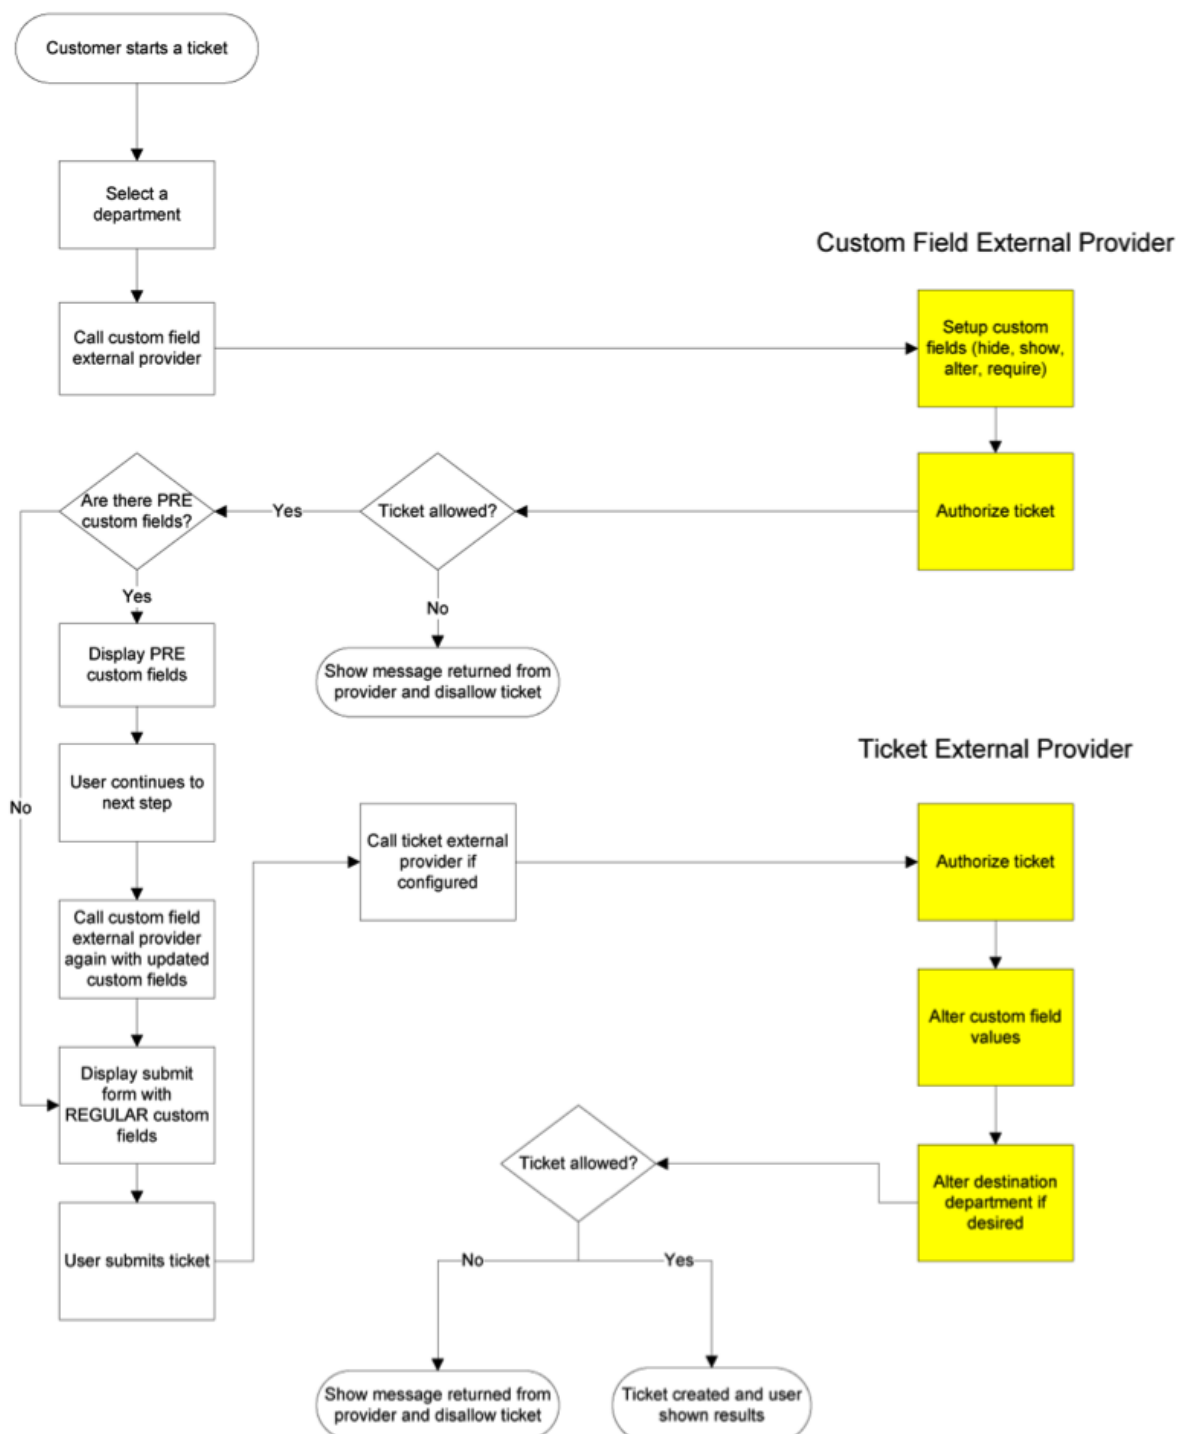 Customer starts a ticket
Select a
department
Custom Field External Provider
Call custom field
external provider
Setup custom
fields (hide, show,
alter, require)
Authorize ticket
Ticket allowed?
Yes
Are there PRE
custom fields?
No
Show message returned from
provider and disallow ticket
Yes
Display PRE
custom fields
User continues to
next step
No
Call custom field
external provider
again with updated
custom fields
Display submit
form with
REGULAR custom
fields
User submits ticket
Ticket External Provider
Call ticket external
provider if
configured
Authorize ticket
Alter custom field
values
Alter destination
department if
desired
Ticket allowed?
No
Yes
Show message returned from
provider and disallow ticket
Ticket created and user
shown results